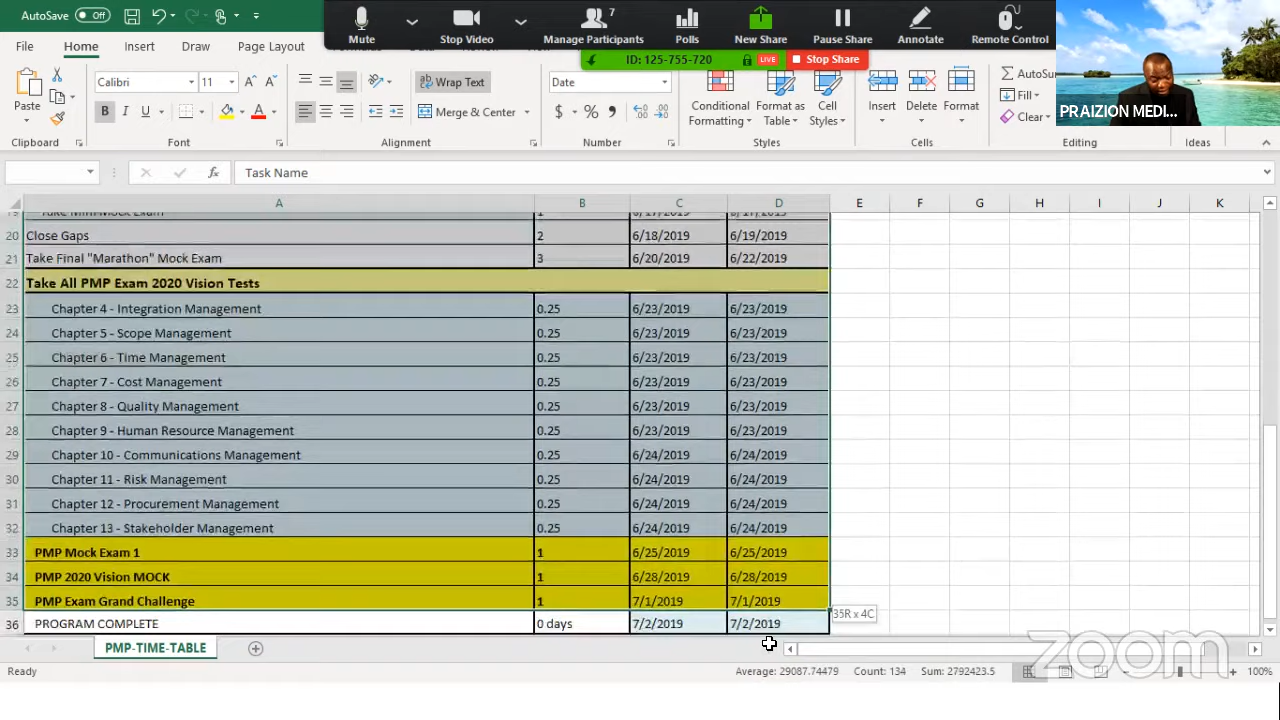 AutoSave Off
Mute
Stop Video
7
Manage Participants
Polls
New Share
Pause Share
Annotate
Remote Control
ID: 125-755-720 LIVE Stop Share
PRAIZION MEDI...
File Home Insert Draw Page Layout
Paste
Calibri 11
B I U
Wrap Text
Merge & Center
Date
$ % ,
Conditional Formatting
Format as Table
Cell Styles
Insert
Delete
Format
AutoSu
Fill
Clear
Clipboard Font Alignment Number Styles Cells Editing Ideas
fx Task Name
A B C D E F G H I J K
20 Close Gaps 2 6/18/2019 6/19/2019
21 Take Final "Marathon" Mock Exam 3 6/20/2019 6/22/2019
22 Take All PMP Exam 2020 Vision Tests
23 Chapter 4 - Integration Management 0.25 6/23/2019 6/23/2019
24 Chapter 5 - Scope Management 0.25 6/23/2019 6/23/2019
25 Chapter 6 - Time Management 0.25 6/23/2019 6/23/2019
26 Chapter 7 - Cost Management 0.25 6/23/2019 6/23/2019
27 Chapter 8 - Quality Management 0.25 6/23/2019 6/23/2019
28 Chapter 9 - Human Resource Management 0.25 6/23/2019 6/23/2019
29 Chapter 10 - Communications Management 0.25 6/24/2019 6/24/2019
30 Chapter 11 - Risk Management 0.25 6/24/2019 6/24/2019
31 Chapter 12 - Procurement Management 0.25 6/24/2019 6/24/2019
32 Chapter 13 - Stakeholder Management 0.25 6/24/2019 6/24/2019
33 PMP Mock Exam 1 1 6/25/2019 6/25/2019
34 PMP 2020 Vision MOCK 1 6/28/2019 6/28/2019
35 PMP Exam Grand Challenge 1 7/1/2019 7/1/2019
35R x 4C
36 PROGRAM COMPLETE 0 days 7/2/2019 7/2/2019
PMP-TIME-TABLE
Ready Average: 29087.74479 Count: 134 Sum: 2792423.5 100%
zoom